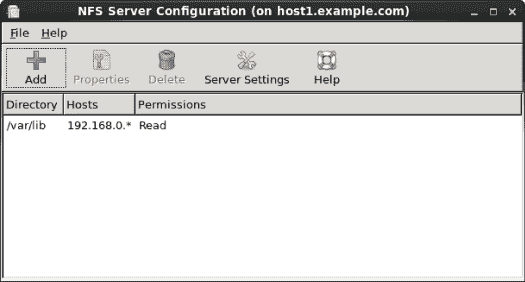 NFS Server Configuration (on host1.example.com)
File Help
Add Properties Delete Server Settings Help
Directory Hosts Permissions
/var/lib 192.168.0.* Read